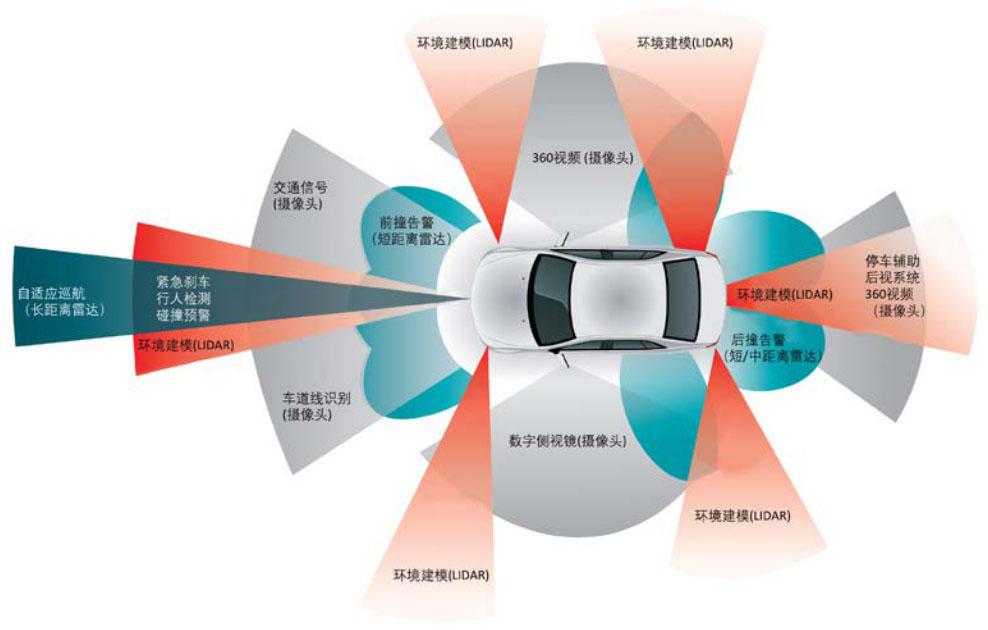 环境建模(LIDAR)
环境建模(LIDAR)
360视频 (摄像头)
交通信号
(摄像头)
前撞告警
(短距离雷达)
停车辅助
后视系统
360视频
(摄像头)
自适应巡航
(长距离雷达)
紧急刹车
行人检测
碰撞预警
环境建模(LIDAR)
环境建模(LIDAR)
后撞告警
(短/中距离雷达)
车道线识别
(摄像头)
数字侧视镜(摄像头)
环境建模(LIDAR)
环境建模(LIDAR)